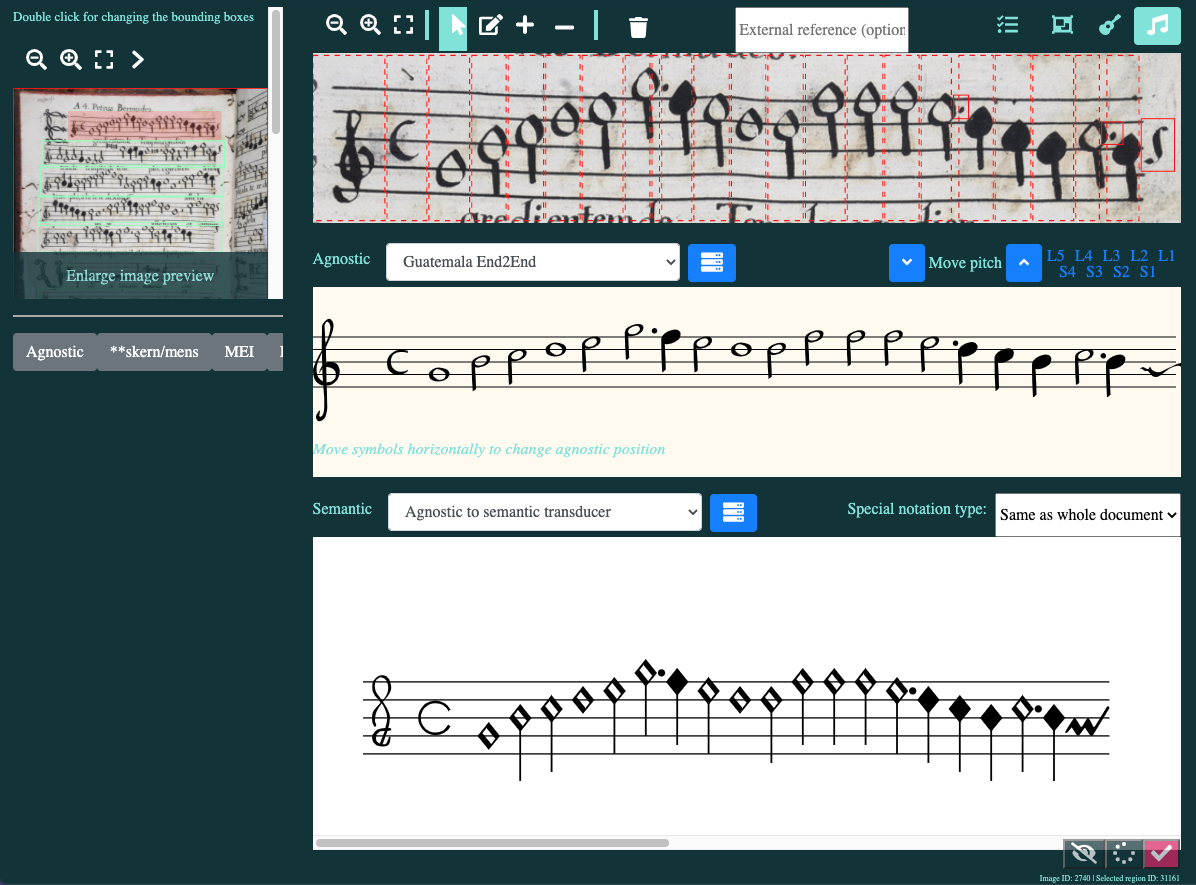 Double click for changing the bounding boxes
External reference (option
A 4. Petrus Bermudes.
Enlarge image preview
Agnostic
**skern/mens
MEI
Agnostic
Guatemala End2End
Move pitch
L5 L4 L3 L2 L1
S4 S3 S2 S1
Move symbols horizontally to change agnostic position
Semantic
Agnostic to semantic transducer
Special notation type:
Same as whole document
Image ID: 2740 | Selected region ID: 31161